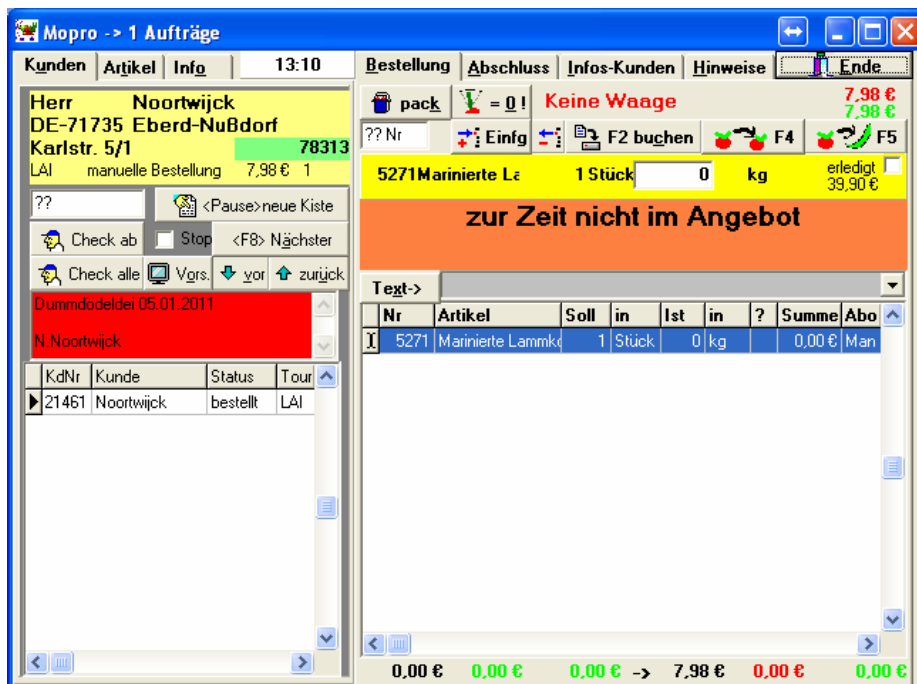 Mopro -> 1 Aufträge
Kunden Artikel Info 13:10
Herr Noortwijck
DE-71735 Eberd-Nußdorf
Karlstr. 5/1 78313
LAI manuelle Bestellung 7,98 € 1
?? <Pause>neue Kiste
Check ab Stop <F8> Nächster
Check alle Vors. vor zurück
Dummdödeldei 05.01.2011
N.Noortwijck
KdNr Kunde Status Tour
21461 Noortwijck bestellt LAI
Bestellung Abschluss Infos-Kunden Hinweise Ende
pack = 0 ! Keine Waage 7,98 €
7,98 €
?? Nr Einfg F2 buchen F4 F5
5271Marinierte La 1 Stück 0 kg erledigt
39,90 €
zur Zeit nicht im Angebot
Text->
Nr Artikel Soll in Ist in ? Summe Abo
5271 Marinierte Lammko 1 Stück 0 kg 0,00 € Man
0,00 € 0,00 € 0,00 € -> 7,98 € 0,00 € 0,00 €